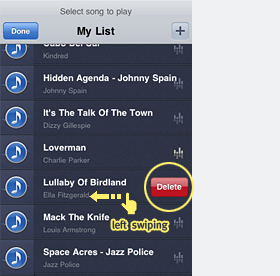 Select song to play
Done
My List
+
Kindred
Hidden Agenda - Johnny Spain
Johnny Spain
It's The Talk Of The Town
Dizzy Gillespie
Loverman
Charlie Parker
Lullaby Of Birdland
Delete
Ella Fitzgerald
left swiping
Mack The Knife
Louis Armstrong
Space Acres - Jazz Police
Jazz Police